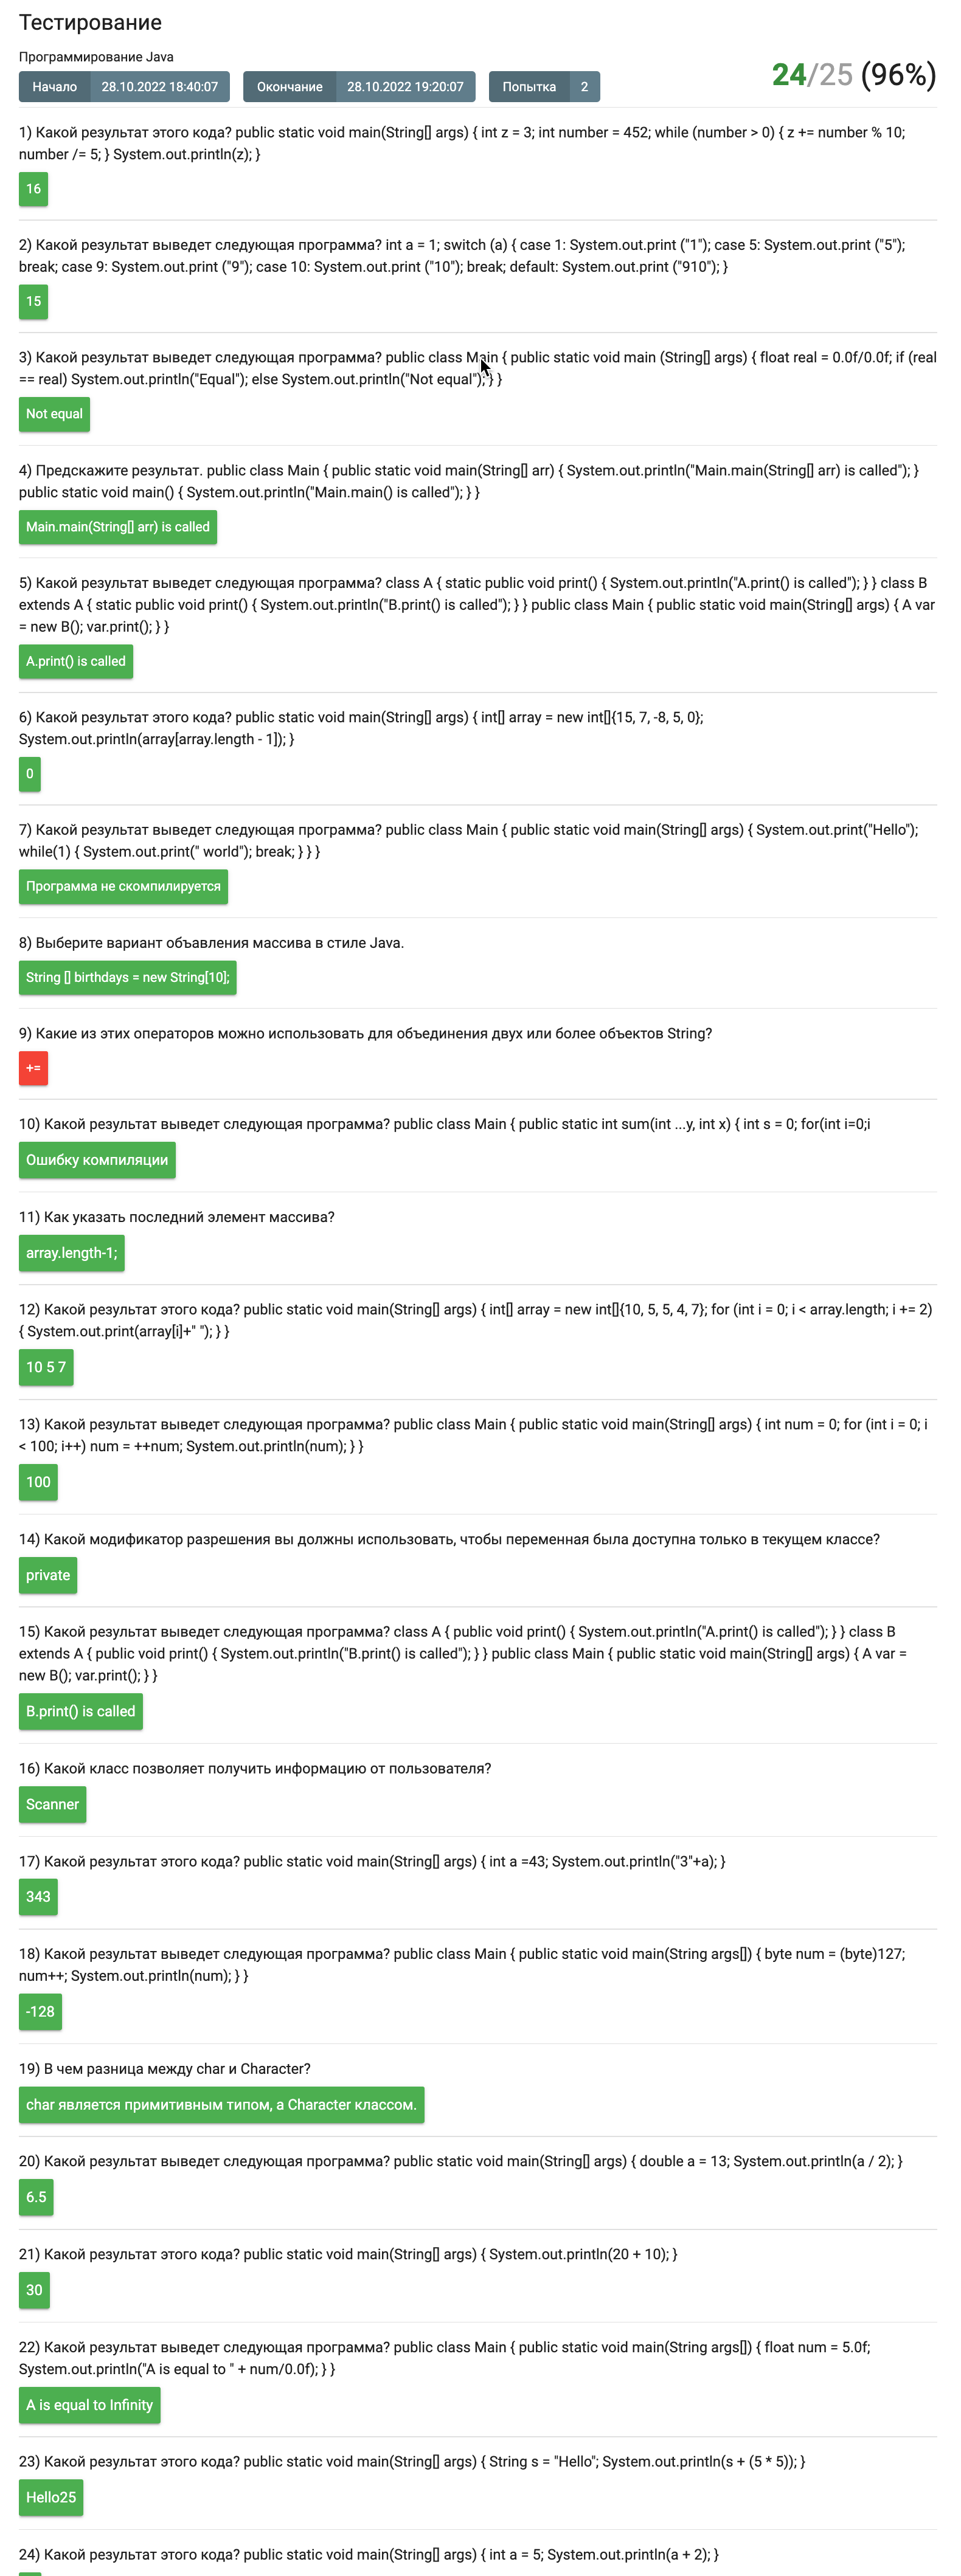 Тестирование
Программирование Java
Начало 28.10.2022 18:40:07 Окончание 28.10.2022 19:20:07 Попытка 2 24/25 (96%)
1) Какой результат этого кода? public static void main(String[] args) { int z = 3; int number = 452; while (number > 0) { z += number % 10;
number /= 5; } System.out.println(z); }
16
2) Какой результат выведет следующая программа? int a = 1; switch (a) { case 1: System.out.print ("1"); case 5: System.out.print ("5");
break; case 9: System.out.print ("9"); case 10: System.out.print ("10"); break; default: System.out.print ("910"); }
15
3) Какой результат выведет следующая программа? public class Main { public static void main (String[] args) { float real = 0.0f/0.0f; if (real
== real) System.out.println("Equal"); else System.out.println("Not equal"); } }
Not equal
4) Предскажите результат. public class Main { public static void main(String[] arr) { System.out.println("Main.main(String[] arr) is called"); }
public static void main() { System.out.println("Main.main() is called"); } }
Main.main(String[] arr) is called
5) Какой результат выведет следующая программа? class A { static public void print() { System.out.println("A.print() is called"); } } class B
extends A { static public void print() { System.out.println("B.print() is called"); } } public class Main { public static void main(String[] args) { A var
= new B(); var.print(); } }
A.print() is called
6) Какой результат этого кода? public static void main(String[] args) { int[] array = new int[]{15, 7, -8, 5, 0};
System.out.println(array[array.length - 1]); }
0
7) Какой результат выведет следующая программа? public class Main { public static void main(String[] args) { System.out.print("Hello");
while(1) { System.out.print(" world"); break; } } }
Программа не скомпилируется
8) Выберите вариант объавления массива в стиле Java.
String [] birthdays = new String[10];
9) Какие из этих операторов можно использовать для объединения двух или более объектов String?
+=
10) Какой результат выведет следующая программа? public class Main { public static int sum(int ...y, int x) { int s = 0; for(int i=0;i
Ошибку компиляции
11) Как указать последний элемент массива?
array.length-1;
12) Какой результат этого кода? public static void main(String[] args) { int[] array = new int[]{10, 5, 5, 4, 7}; for (int i = 0; i < array.length; i += 2)
{ System.out.print(array[i]+" "); } }
10 5 7
13) Какой результат выведет следующая программа? public class Main { public static void main(String[] args) { int num = 0; for (int i = 0; i
< 100; i++) num = ++num; System.out.println(num); } }
100
14) Какой модификатор разрешения вы должны использовать, чтобы переменная была доступна только в текущем классе?
private
15) Какой результат выведет следующая программа? class A { public void print() { System.out.println("A.print() is called"); } } class B
extends A { public void print() { System.out.println("B.print() is called"); } } public class Main { public static void main(String[] args) { A var =
new B(); var.print(); } }
B.print() is called
16) Какой класс позволяет получить информацию от пользователя?
Scanner
17) Какой результат этого кода? public static void main(String[] args) { int a =43; System.out.println("3"+a); }
343
18) Какой результат выведет следующая программа? public class Main { public static void main(String args[]) { byte num = (byte)127;
num++; System.out.println(num); } }
-128
19) В чем разница между char и Character?
char является примитивным типом, а Character классом.
20) Какой результат выведет следующая программа? public static void main(String[] args) { double a = 13; System.out.println(a / 2); }
6.5
21) Какой результат этого кода? public static void main(String[] args) { System.out.println(20 + 10); }
30
22) Какой результат выведет следующая программа? public class Main { public static void main(String args[]) { float num = 5.0f;
System.out.println("A is equal to " + num/0.0f); } }
A is equal to Infinity
23) Какой результат этого кода? public static void main(String[] args) { String s = "Hello"; System.out.println(s + (5 * 5)); }
Hello25
24) Какой результат этого кода? public static void main(String[] args) { int a = 5; System.out.println(a + 2); }